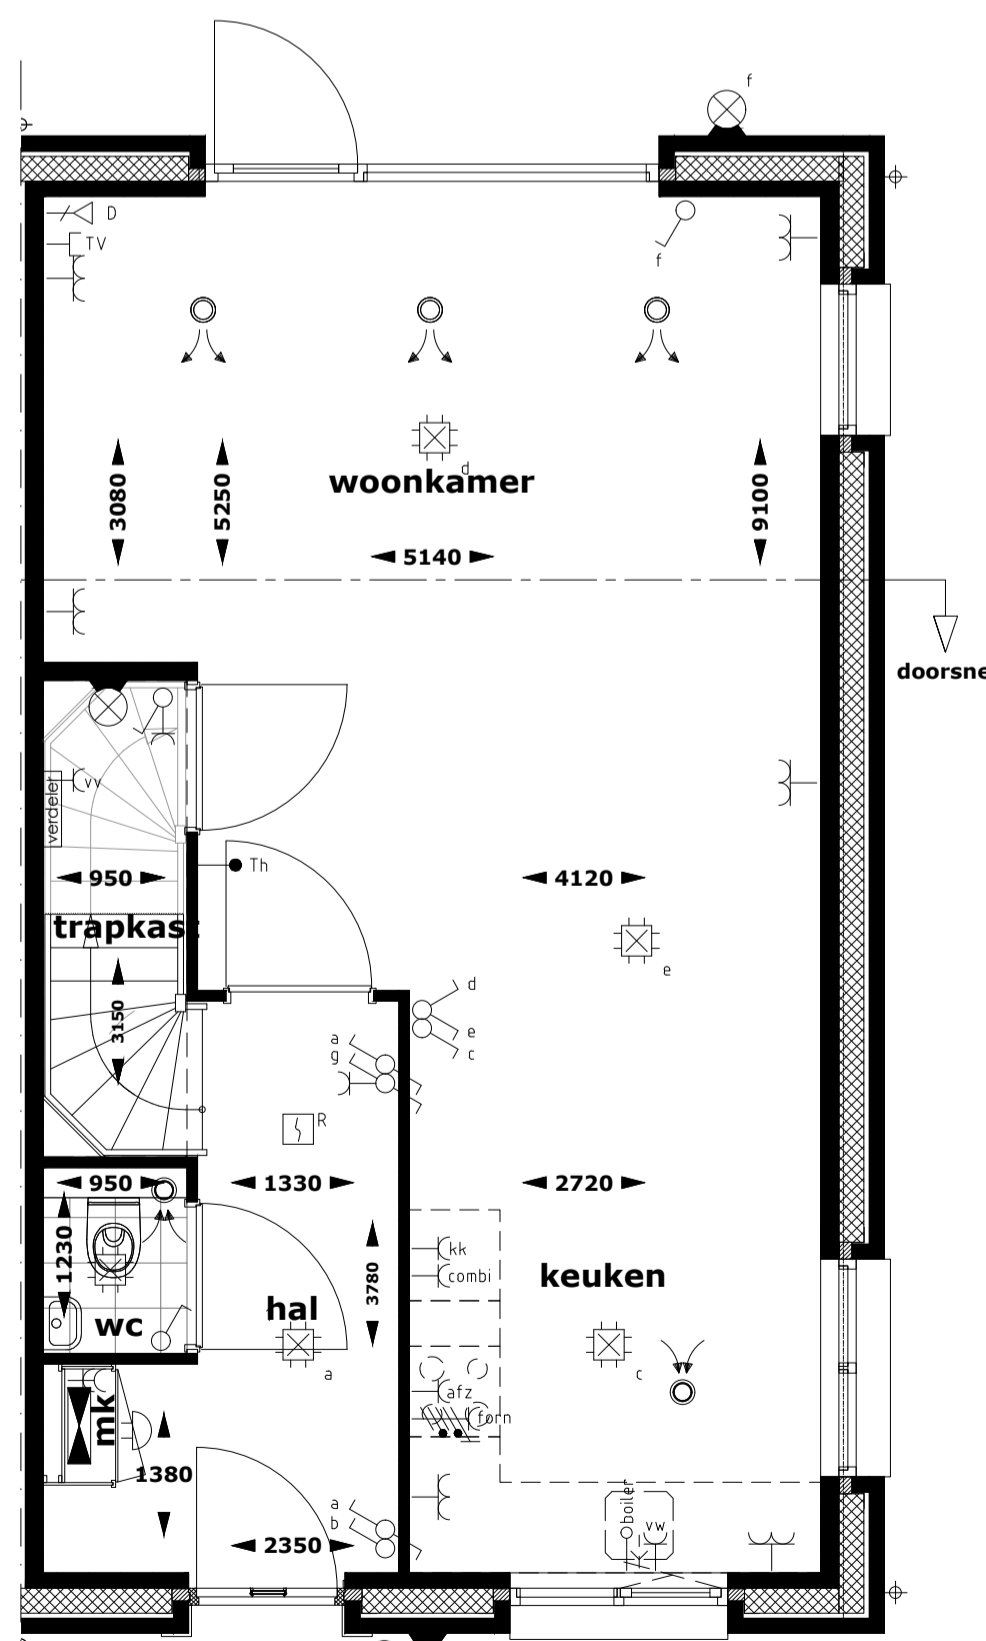 f
D
TV
f
d
woonkamer
3080
5250
9100
5140
doorsne
vv
verdeler
950
Th
4120
trapkast
e
3150
d
e
c
a
g
R
950
1330
2720
1230
3780
kk
combi
keuken
hal
wc
a
c
afz
forn
mk
1380
boiler
vw
a
b
2350